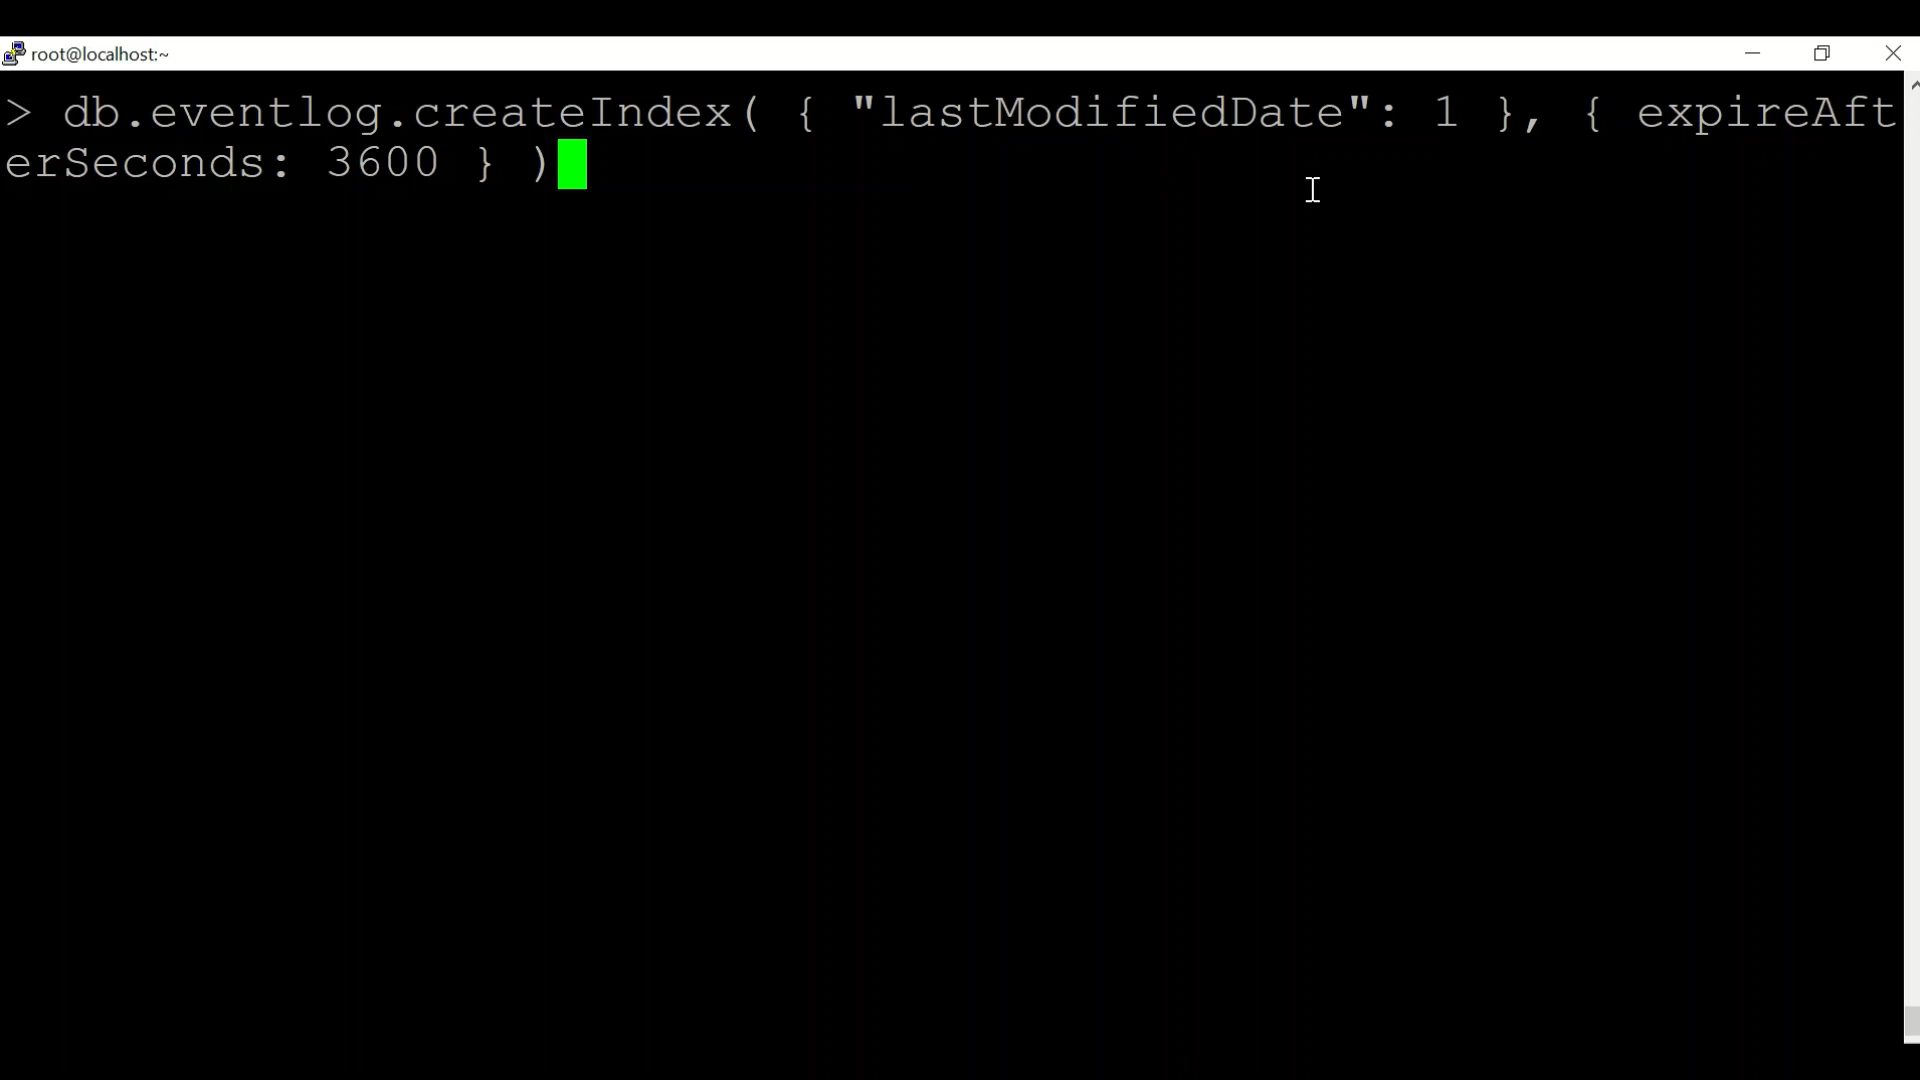 root@localhost:~
> db.eventlog.createIndex( { "lastModifiedDate": 1 }, { expireAft
erSeconds: 3600 } )